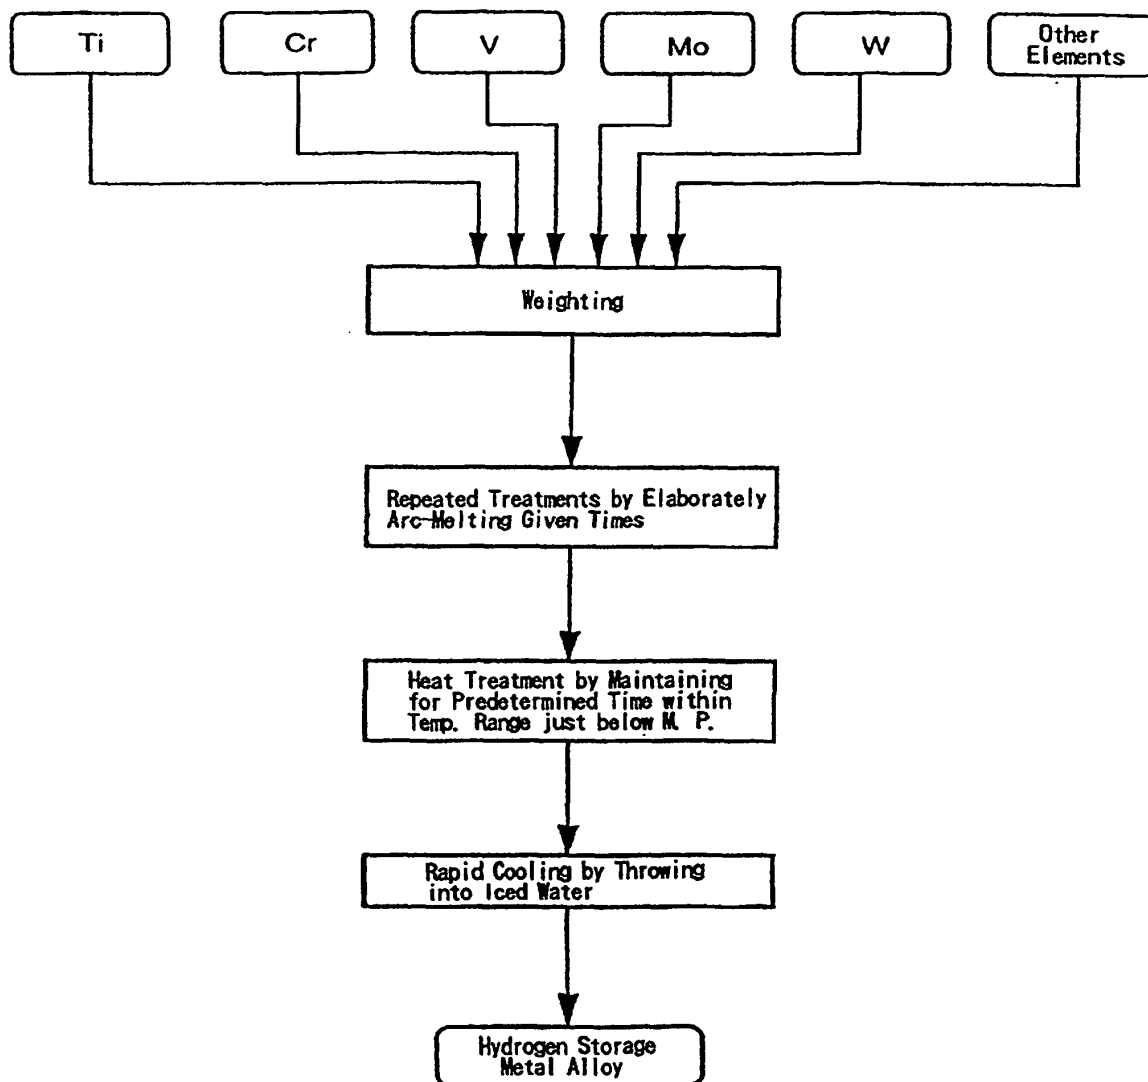 Ti
Cr
V
Mo
W
Other
Elements
Weighting
Repeated Treatments by Elaborately
Arc-Melting Given Times
Heat Treatment by Maintaining
for Predetermined Time within
Temp. Range just below M. P.
Rapid Cooling by Throwing
into Iced Water
Hydrogen Storage
Metal Alloy